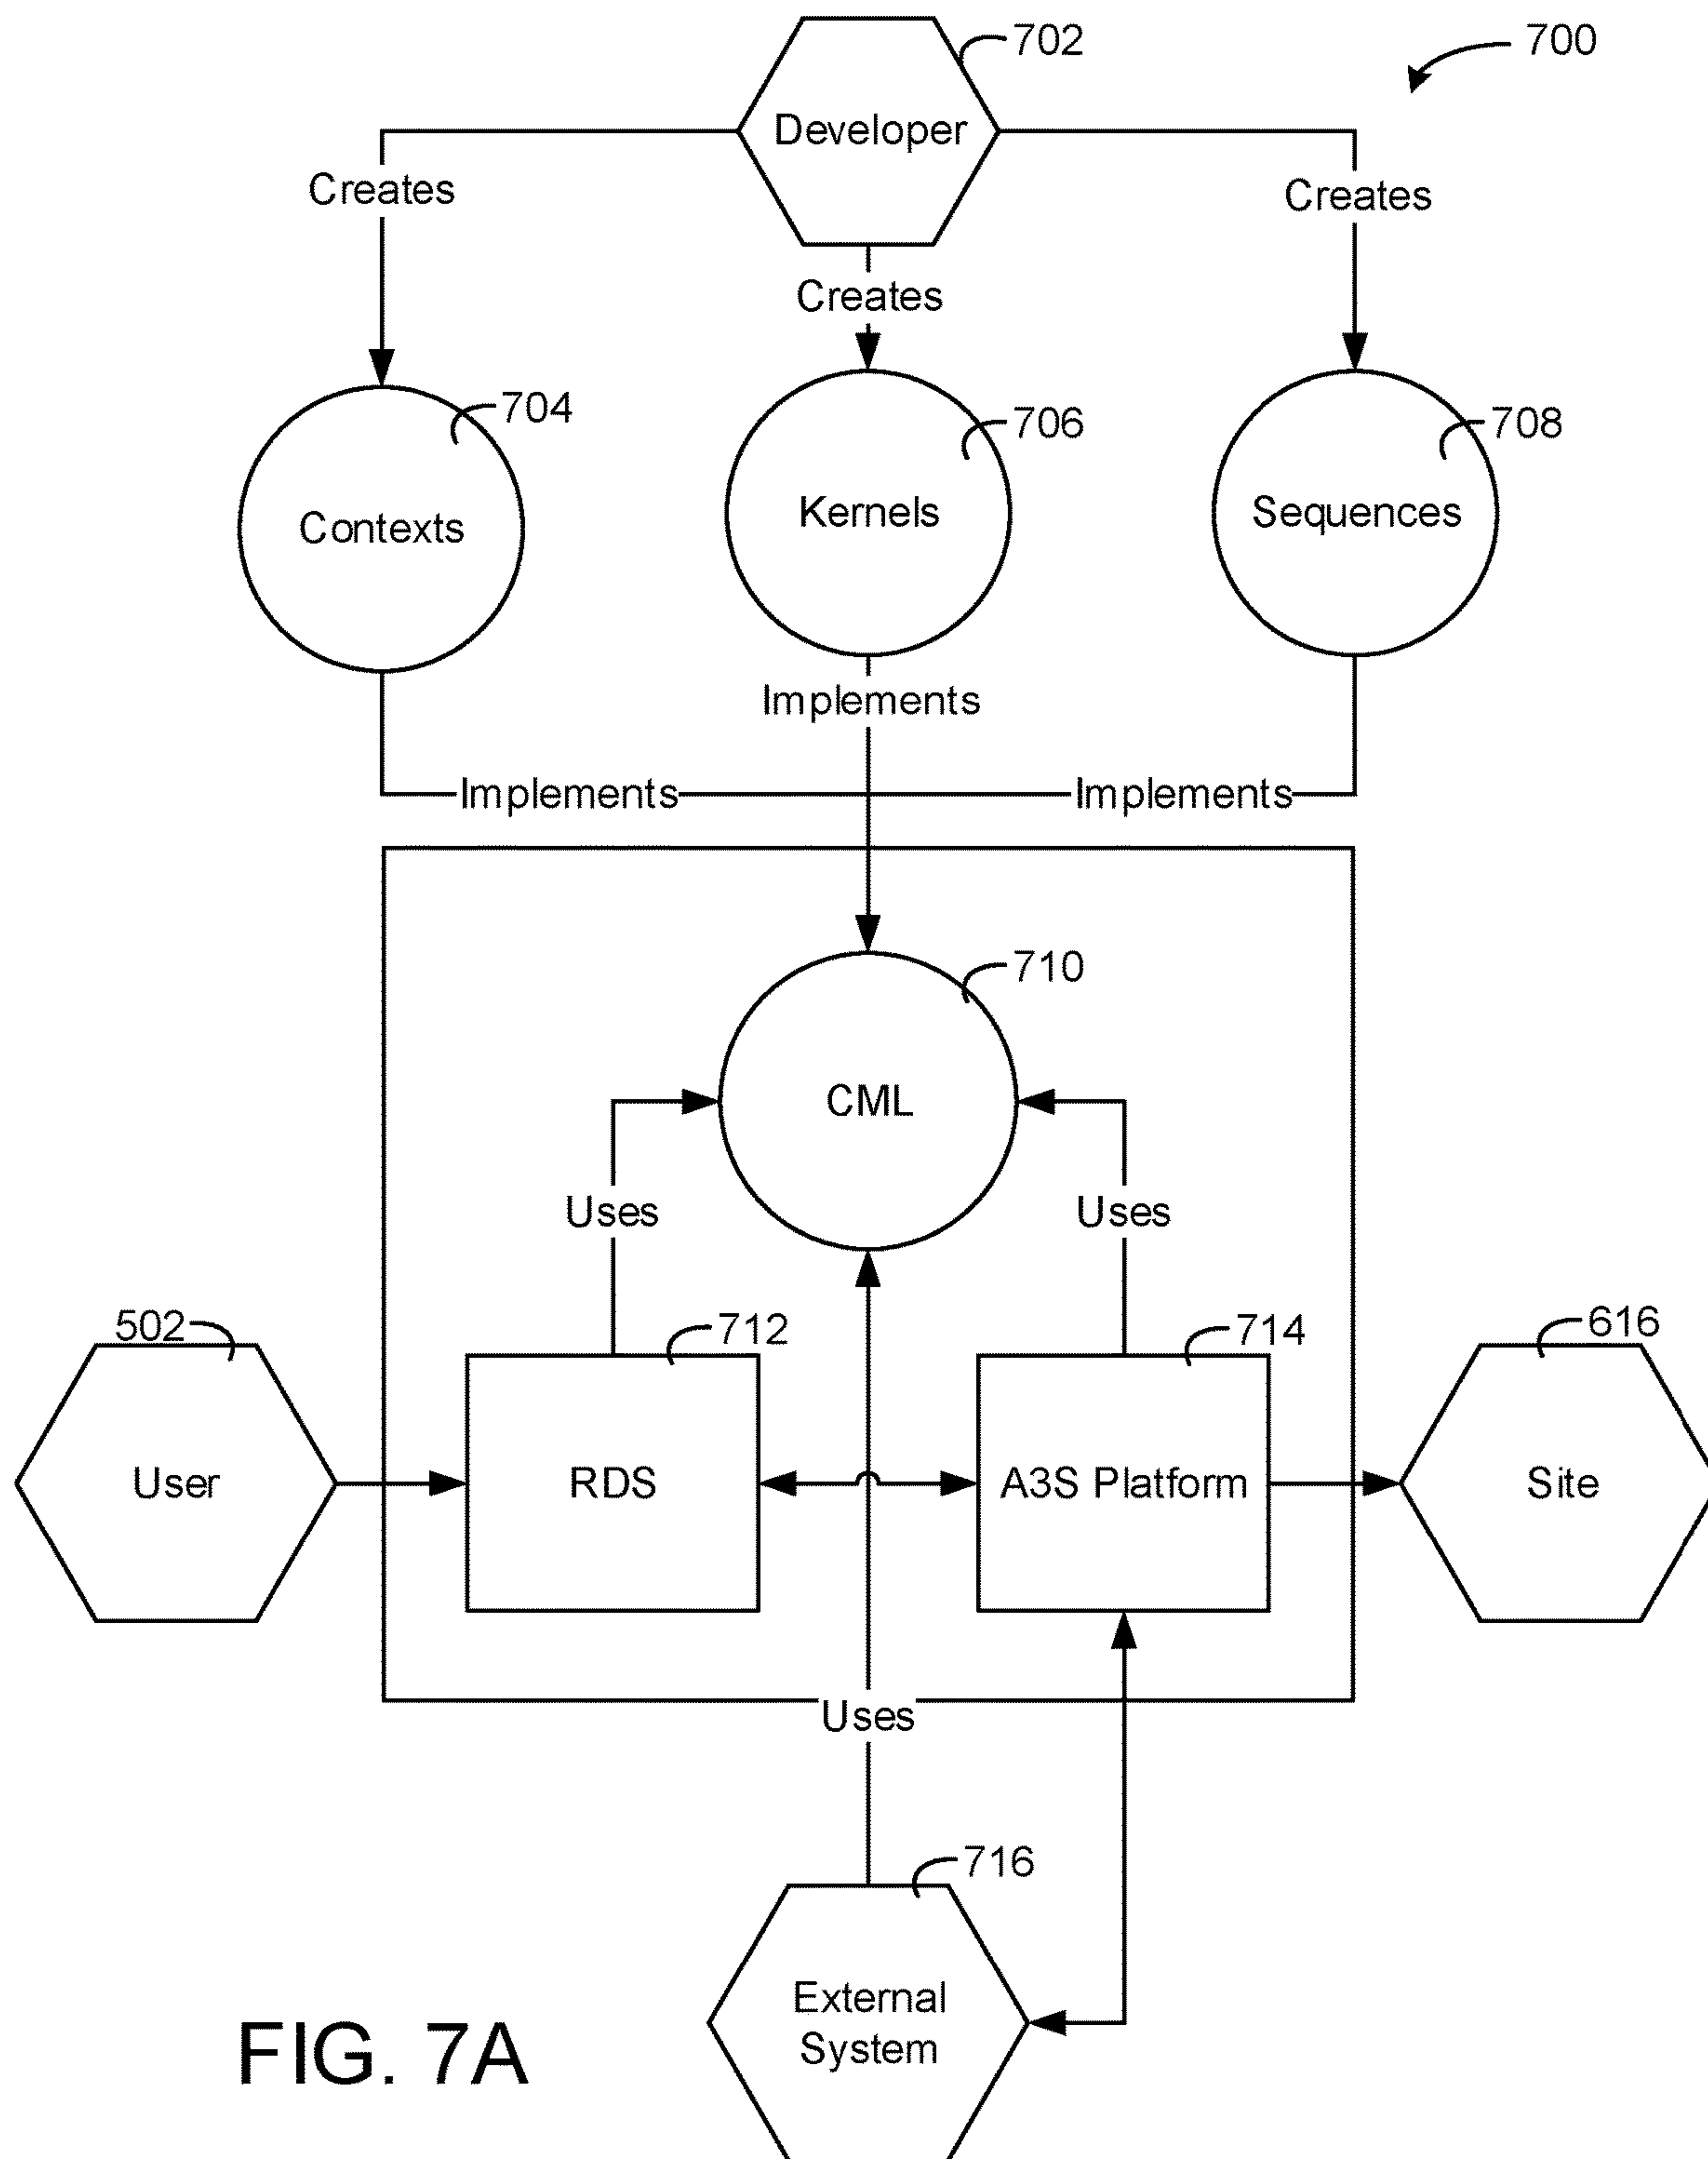 702
700
Developer
Creates
Creates
Creates
704
706
708
Contexts
Kernels
Sequences
Implements
Implements
Implements
710
CML
Uses
Uses
502
712
714
616
User
RDS
A3S Platform
Site
Uses
716
External
System
FIG. 7A